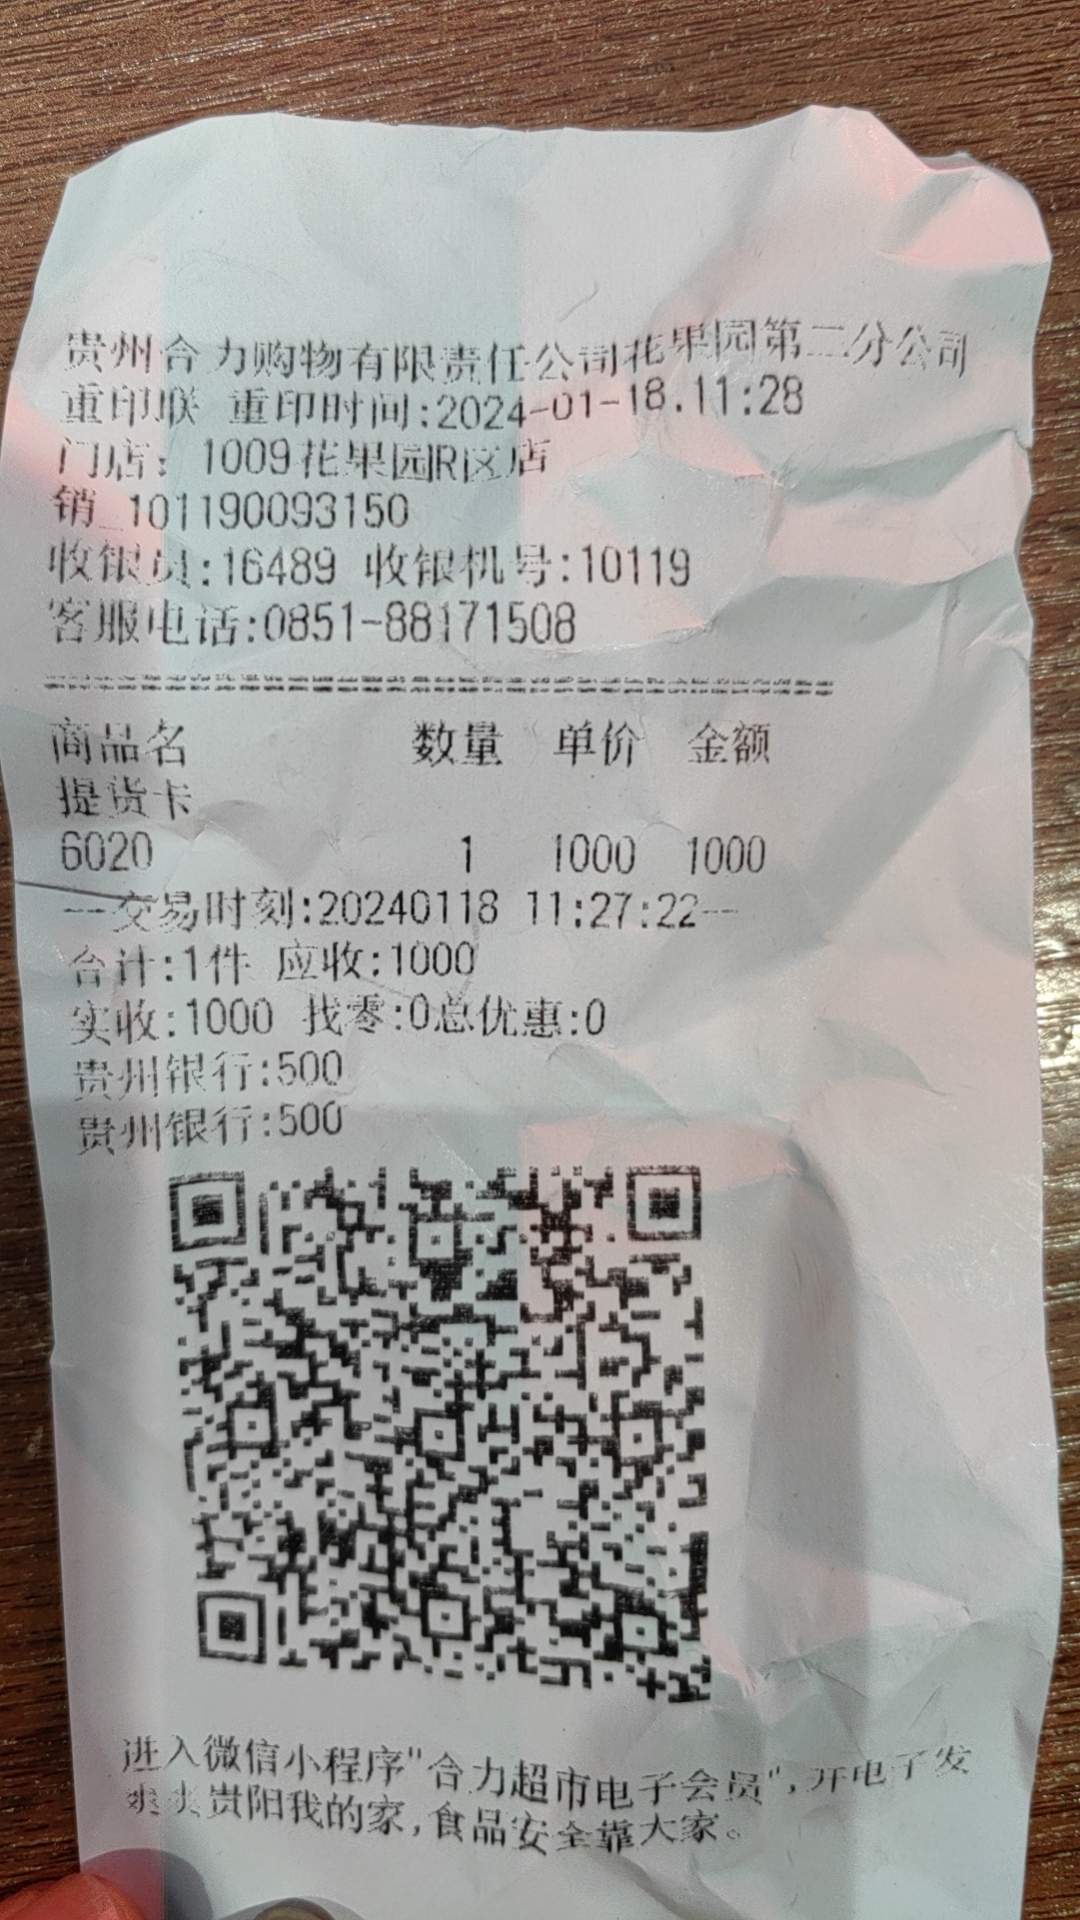 贵州合力购物有限责任公司花果园第二分公司
重印联 重印时间:2024-01-18.11:28
门店: 1009花果园R区店
销_101190093150
收银员:16489 收银机号:10119
客服电话:0851-88171508
商品名 数量 单价 金额
提货卡
6020 1 1000 1000
--交易时刻:20240118 11:27:22--
合计:1件 应收:1000
实收:1000 找零:0总优惠:0
贵州银行:500
贵州银行:500
进入微信小程序"合力超市电子会员",开电子发
爽爽贵阳我的家,食品安全靠大家。